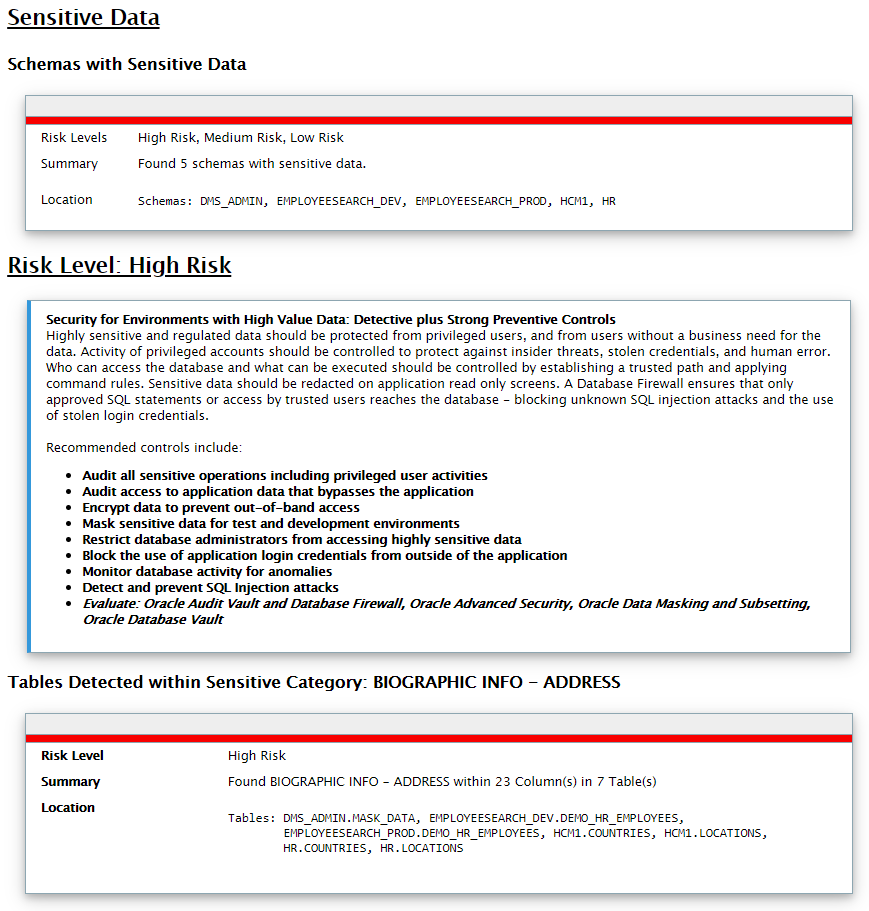 Sensitive Data
Schemas with Sensitive Data
Risk Levels High Risk, Medium Risk, Low Risk
Summary Found 5 schemas with sensitive data.
Location Schemas: DMS_ADMIN, EMPLOYEESEARCH_DEV, EMPLOYEESEARCH_PROD, HCM1, HR
Risk Level: High Risk
Security for Environments with High Value Data: Detective plus Strong Preventive Controls
Highly sensitive and regulated data should be protected from privileged users, and from users without a business need for the
data. Activity of privileged accounts should be controlled to protect against insider threats, stolen credentials, and human error.
Who can access the database and what can be executed should be controlled by establishing a trusted path and applying
command rules. Sensitive data should be redacted on application read only screens. A Database Firewall ensures that only
approved SQL statements or access by trusted users reaches the database – blocking unknown SQL injection attacks and the use
of stolen login credentials.
Recommended controls include:
• Audit all sensitive operations including privileged user activities
• Audit access to application data that bypasses the application
• Encrypt data to prevent out-of-band access
• Mask sensitive data for test and development environments
• Restrict database administrators from accessing highly sensitive data
• Block the use of application login credentials from outside of the application
• Monitor database activity for anomalies
• Detect and prevent SQL Injection attacks
• Evaluate: Oracle Audit Vault and Database Firewall, Oracle Advanced Security, Oracle Data Masking and Subsetting,
Oracle Database Vault
Tables Detected within Sensitive Category: BIOGRAPHIC INFO - ADDRESS
Risk Level High Risk
Summary Found BIOGRAPHIC INFO - ADDRESS within 23 Column(s) in 7 Table(s)
Location
Tables: DMS_ADMIN.MASK_DATA, EMPLOYEESEARCH_DEV.DEMO_HR_EMPLOYEES,
EMPLOYEESEARCH_PROD.DEMO_HR_EMPLOYEES, HCM1.COUNTRIES, HCM1.LOCATIONS,
HR.COUNTRIES, HR.LOCATIONS